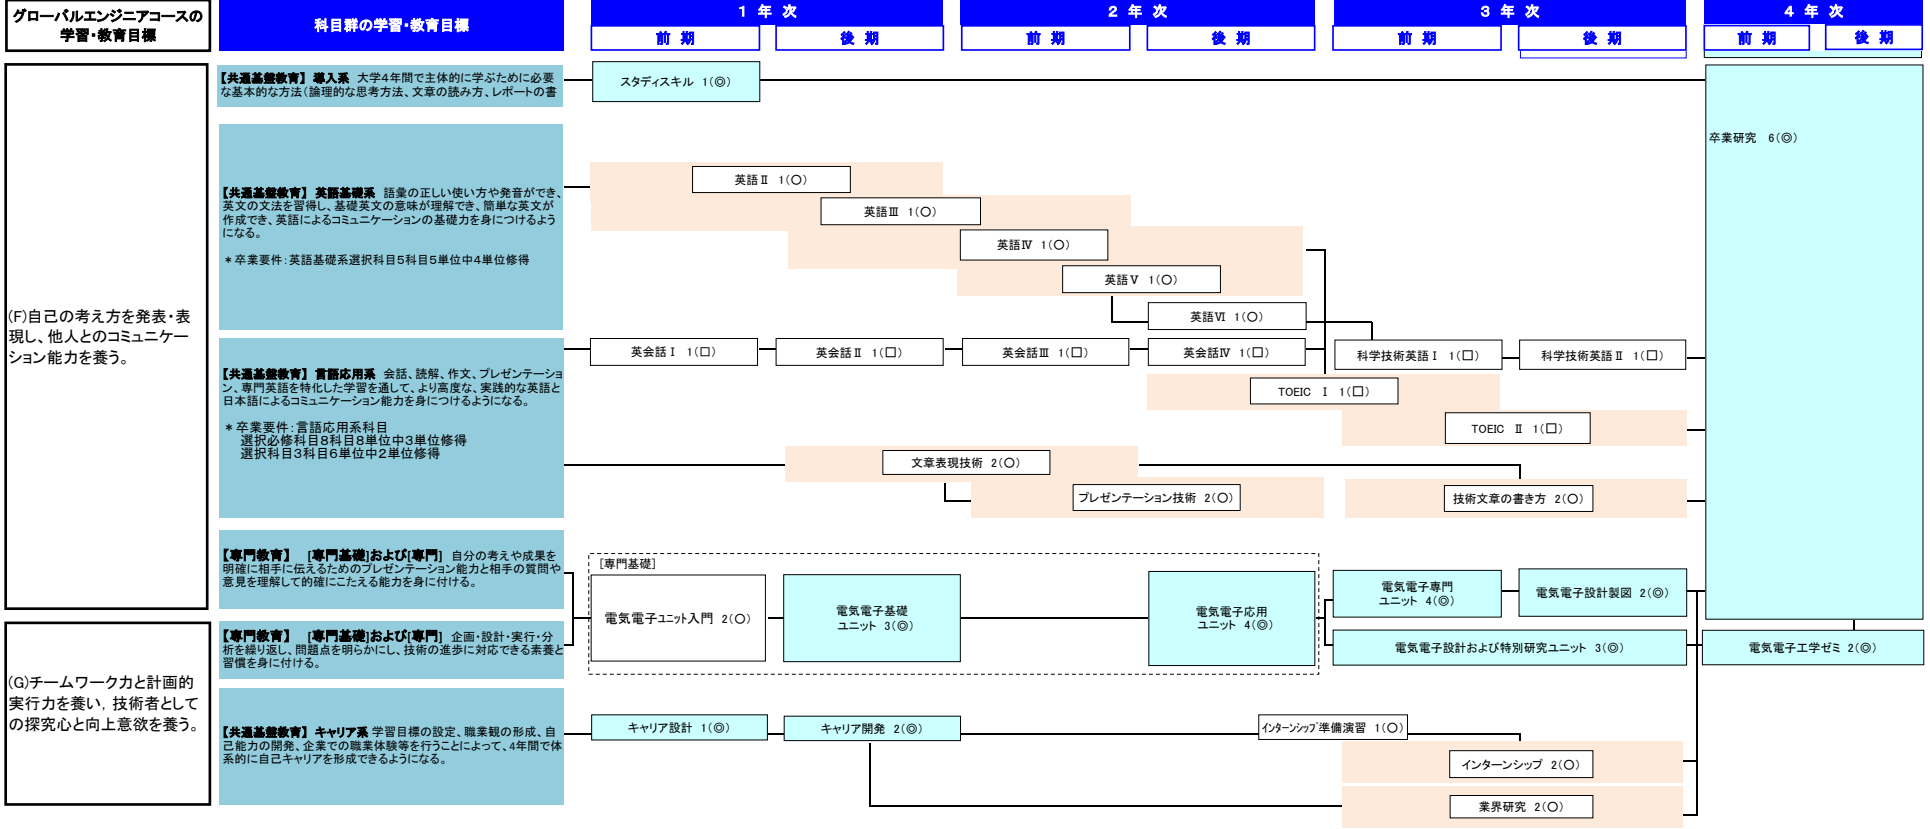 グローバルエンジニアコースの
学習・教育目標
科目群の学習・教育目標
1 年 次
2 年 次
3 年 次
4 年 次
前 期
後 期
前 期
後 期
前 期
後 期
前 期
後 期
(F)自己の考え方を発表・表
現し、他人とのコミュニケー
ション能力を養う。
【共通基盤教育】 導入系 大学4年間で主体的に学ぶために必要
な基本的な方法(論理的な思考方法、文章の読み方、レポートの書
スタディスキル 1(◎)
卒業研究 6(◎)
【共通基盤教育】 英語基礎系 語彙の正しい使い方や発音ができ、
英文の文法を習得し、基礎英文の意味が理解でき、簡単な英文が
作成でき、英語によるコミュニケーションの基礎力を身につけるよう
になる。
*卒業要件:英語基礎系選択科目5科目5単位中4単位修得
英語Ⅱ 1(○)
英語Ⅲ 1(○)
英語Ⅳ 1(○)
英語Ⅴ 1(○)
英語Ⅵ 1(○)
【共通基盤教育】 言語応用系 会話、読解、作文、プレゼンテーショ
ン、専門英語を特化した学習を通して、より高度な、実践的な英語と
日本語によるコミュニケーション能力を身につけるようになる。
*卒業要件:言語応用系科目
選択必修科目8科目8単位中3単位修得
選択科目3科目6単位中2単位修得
英会話Ⅰ 1(□)
英会話Ⅱ 1(□)
英会話Ⅲ 1(□)
英会話Ⅳ 1(□)
科学技術英語Ⅰ 1(□)
科学技術英語Ⅱ 1(□)
TOEIC Ⅰ 1(□)
TOEIC Ⅱ 1(□)
文章表現技術 2(○)
プレゼンテーション技術 2(○)
技術文章の書き方 2(○)
【専門教育】 [専門基礎]および[専門] 自分の考えや成果を
明確に相手に伝えるためのプレゼンテーション能力と相手の質問や
意見を理解して的確にこたえる能力を身に付ける。
[専門基礎]
電気電子ユニット入門 2(○)
電気電子基礎
ユニット 3(◎)
電気電子応用
ユニット 4(◎)
電気電子専門
ユニット 4(◎)
電気電子設計製図 2(◎)
電気電子設計および特別研究ユニット 3(◎)
電気電子工学ゼミ 2(◎)
(G)チームワーク力と計画的
実行力を養い, 技術者として
の探究心と向上意欲を養う。
【専門教育】 [専門基礎]および[専門] 企画・設計・実行・分
析を繰り返し、問題点を明らかにし、技術の進歩に対応できる素養と
習慣を身に付ける。
【共通基盤教育】 キャリア系 学習目標の設定、職業観の形成、自
己能力の開発、企業での職業体験等を行うことによって、4年間で体
系的に自己キャリアを形成できるようになる。
キャリア設計 1(◎)
キャリア開発 2(◎)
インターンシップ準備演習 1(○)
インターンシップ 2(○)
業界研究 2(○)